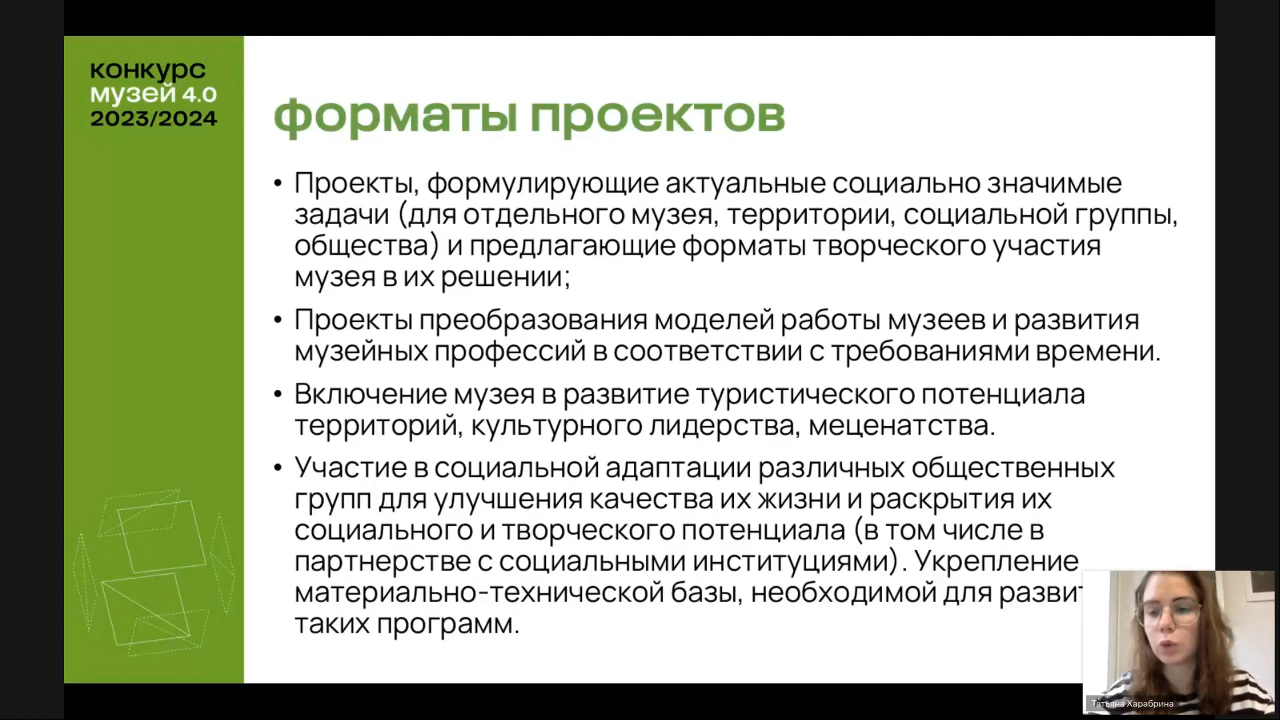 конкурс
музей 4.0
2023/2024
форматы проектов
• Проекты, формулирующие актуальные социально значимые
задачи (для отдельного музея, территории, социальной группы,
общества) и предлагающие форматы творческого участия
музея в их решении;
• Проекты преобразования моделей работы музеев и развития
музейных профессий в соответствии с требованиями времени.
• Включение музея в развитие туристического потенциала
территорий, культурного лидерства, меценатства.
• Участие в социальной адаптации различных общественных
групп для улучшения качества их жизни и раскрытия их
социального и творческого потенциала (в том числе в
партнерстве с социальными институциями). Укрепление
материально-технической базы, необходимой для
таких программ.
Татьяна Харабрина